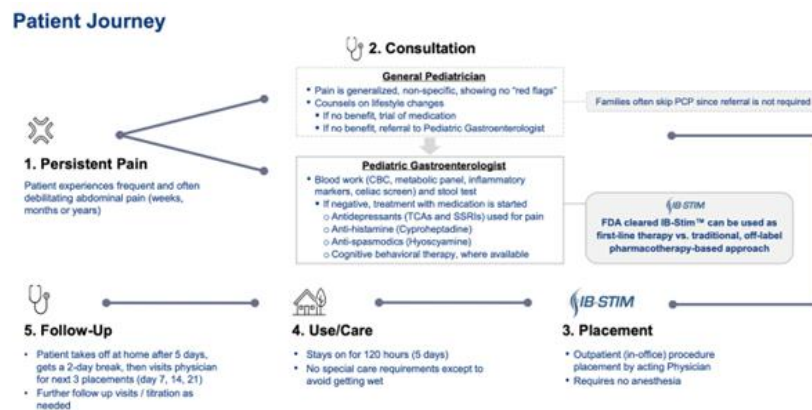 Patient Journey
2. Consultation
General Pediatrician
• Pain is generalized, non-specific, showing no "red flags"
• Counsels on lifestyle changes
• If no benefit, trial of medication
• If no benefit, referral to Pediatric Gastroenterologist
Families often skip PCP since referral is not required
1. Persistent Pain
Patient experiences frequent and often
debilitating abdominal pain (weeks,
months or years)
Pediatric Gastroenterologist
• Blood work (CBC, metabolic panel, inflammatory
markers, celiac screen) and stool test
• If negative, treatment with medication is started
o Antidepressants (TCAs and SSRIs) used for pain
o Anti-histamine (Cyproheptadine)
o Anti-spasmodics (Hyoscyamine)
o Cognitive behavioral therapy, where available
IB-STIM
FDA cleared IB-Stim™ can be used as
first-line therapy vs. traditional, off-label
pharmacotherapy-based approach
5. Follow-Up
• Patient takes off at home after 5 days,
gets a 2-day break, then visits physician
for next 3 placements (day 7, 14, 21)
• Further follow up visits / titration as
needed
4. Use/Care
• Stays on for 120 hours (5 days)
• No special care requirements except to
avoid getting wet
IB-STIM
3. Placement
• Outpatient (in-office) procedure
placement by acting Physician
• Requires no anesthesia